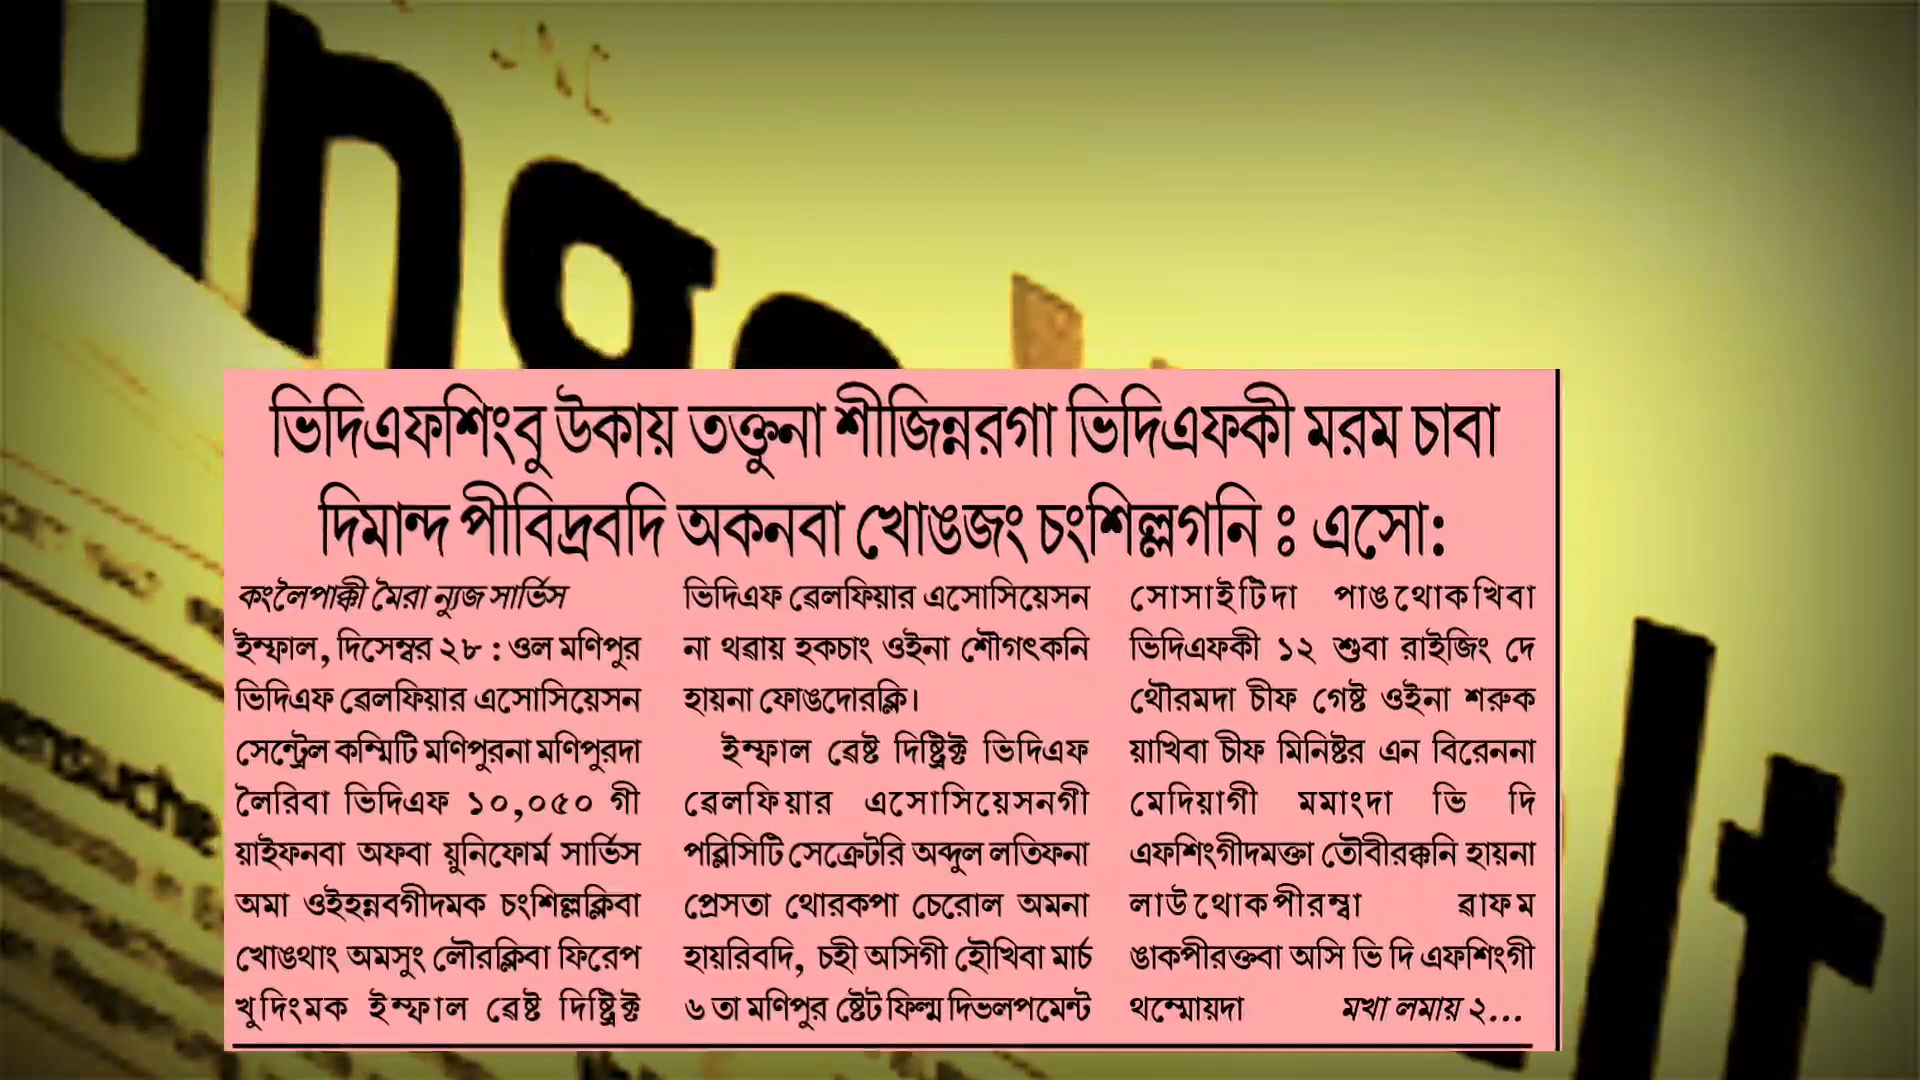 ভিদিএফশিংবু উকায় তক্তুনা শীজিন্নরগা ভিদিএফকী মরম চাবা
দিমান্দ পীবিদ্রবদি অকনবা খোঙজং চংশিল্লগনি ঃ এসো:
কংলৈপাক্কী মৈরা ন্যুজ সার্ভিস
ইম্ফাল, দিসেম্বর ২৮ : ওল মণিপুর
ভিদিএফ ৱেলফিয়ার এসোসিয়েসন
সেন্ট্রেল কম্মিটি মণিপুরনা মণিপুরদা
লৈরিবা ভিদিএফ ১০,০৫০ গী
য়াইফনবা অফবা য়ুনিফোর্ম সার্ভিস
অমা ওইহন্নবগীদমক চংশিল্লক্লিবা
খোঙথাং অমসুং লৌরক্লিবা ফিরেপ
খুদিংমক ইম্ফাল ৱেষ্ট দিষ্ট্রিক্ট
ভিদিএফ ৱেলফিয়ার এসোসিয়েসন
না থৱায় হকচাং ওইনা শৌগৎকনি
হায়না ফোঙদোরক্লি।
ইম্ফাল ৱেষ্ট দিষ্ট্রিক্ট ভিদিএফ
ৱেলফিয়ার এসোসিয়েসনগী
পব্লিসিটি সেক্রেটরি অব্দুল লতিফনা
প্রেসতা থোরকপা চেরোল অমনা
হায়রিবদি, চহী অসিগী হৌখিবা মার্চ
৬ তা মণিপুর ষ্টেট ফিল্ম দিভলপমেন্ট
সোসাইটিদা পাঙথোকখিবা
ভিদিএফকী ১২ শুবা রাইজিং দে
থৌরমদা চীফ গেষ্ট ওইনা শরুক
য়াখিবা চীফ মিনিষ্টর এন বিরেননা
মেদিয়াগী মমাংদা ভি দি
এফশিংগীদমক্তা তৌবীরক্কনি হায়না
লাউথোকপীরম্বা ৱাফম
ঙাকপীরক্তবা অসি ভি দি এফশিংগী
থম্মোয়দা মখা লমায় ২...